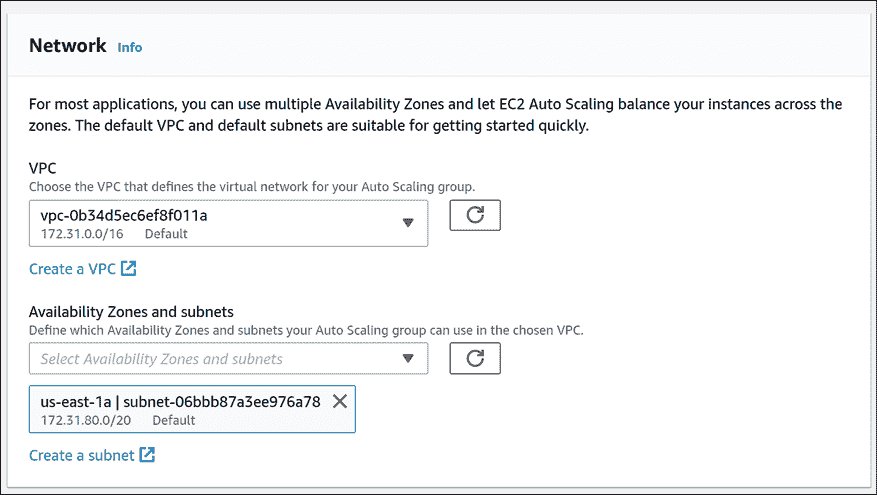 Network Info
For most applications, you can use multiple Availability Zones and let EC2 Auto Scaling balance your instances across the
zones. The default VPC and default subnets are suitable for getting started quickly.
VPC
Choose the VPC that defines the virtual network for your Auto Scaling group.
vpc-0b34d5ec6ef8f011a
172.31.0.0/16 Default
Create a VPC
Availability Zones and subnets
Define which Availability Zones and subnets your Auto Scaling group can use in the chosen VPC.
Select Availability Zones and subnets
us-east-1a | subnet-06bbb87a3ee976a78
172.31.80.0/20 Default
Create a subnet